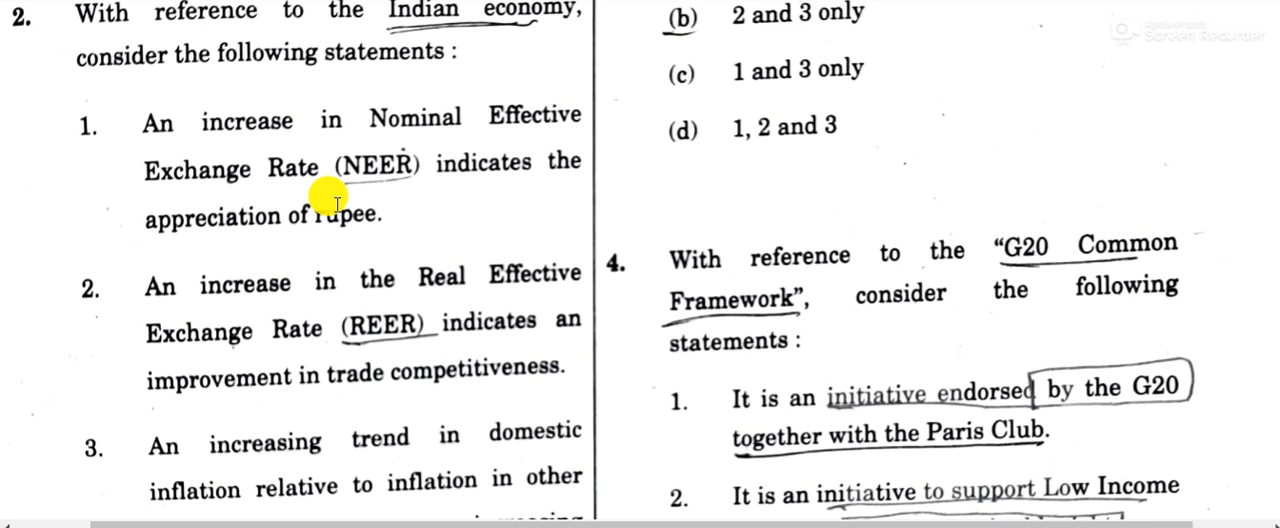 2. With reference to the Indian economy,
consider the following statements :
1. An increase in Nominal Effective
Exchange Rate (NEER) indicates the
appreciation of rupee.
2. An increase in the Real Effective
Exchange Rate (REER) indicates an
improvement in trade competitiveness.
3. An increasing trend in domestic
inflation relative to inflation in other
(b) 2 and 3 only
(c) 1 and 3 only
(d) 1, 2 and 3
4. With reference to the “G20 Common
Framework”, consider the following
statements :
1. It is an initiative endorsed by the G20
together with the Paris Club.
2. It is an initiative to support Low Income
Screen Recorder